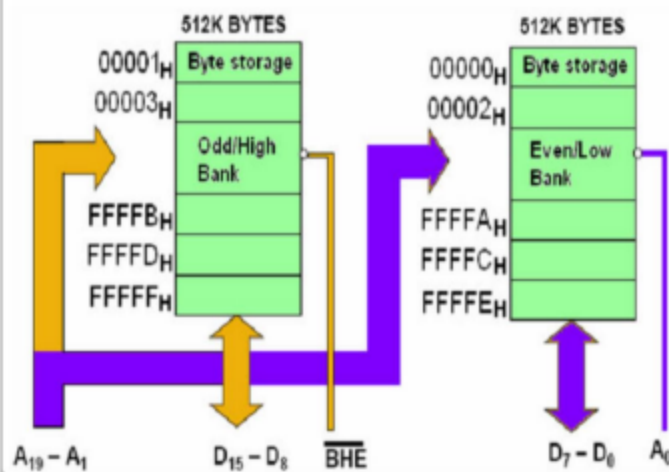 512K BYTES
00001H
Byte storage
00003H
Odd/High
Bank
FFFFBH
FFFFDH
FFFFFH
512K BYTES
00000H
Byte storage
00002H
Even/Low
Bank
FFFFAH
FFFFCH
FFFFEH
A19 – A1
D15 – D8
BHE
D7 – D0
A0